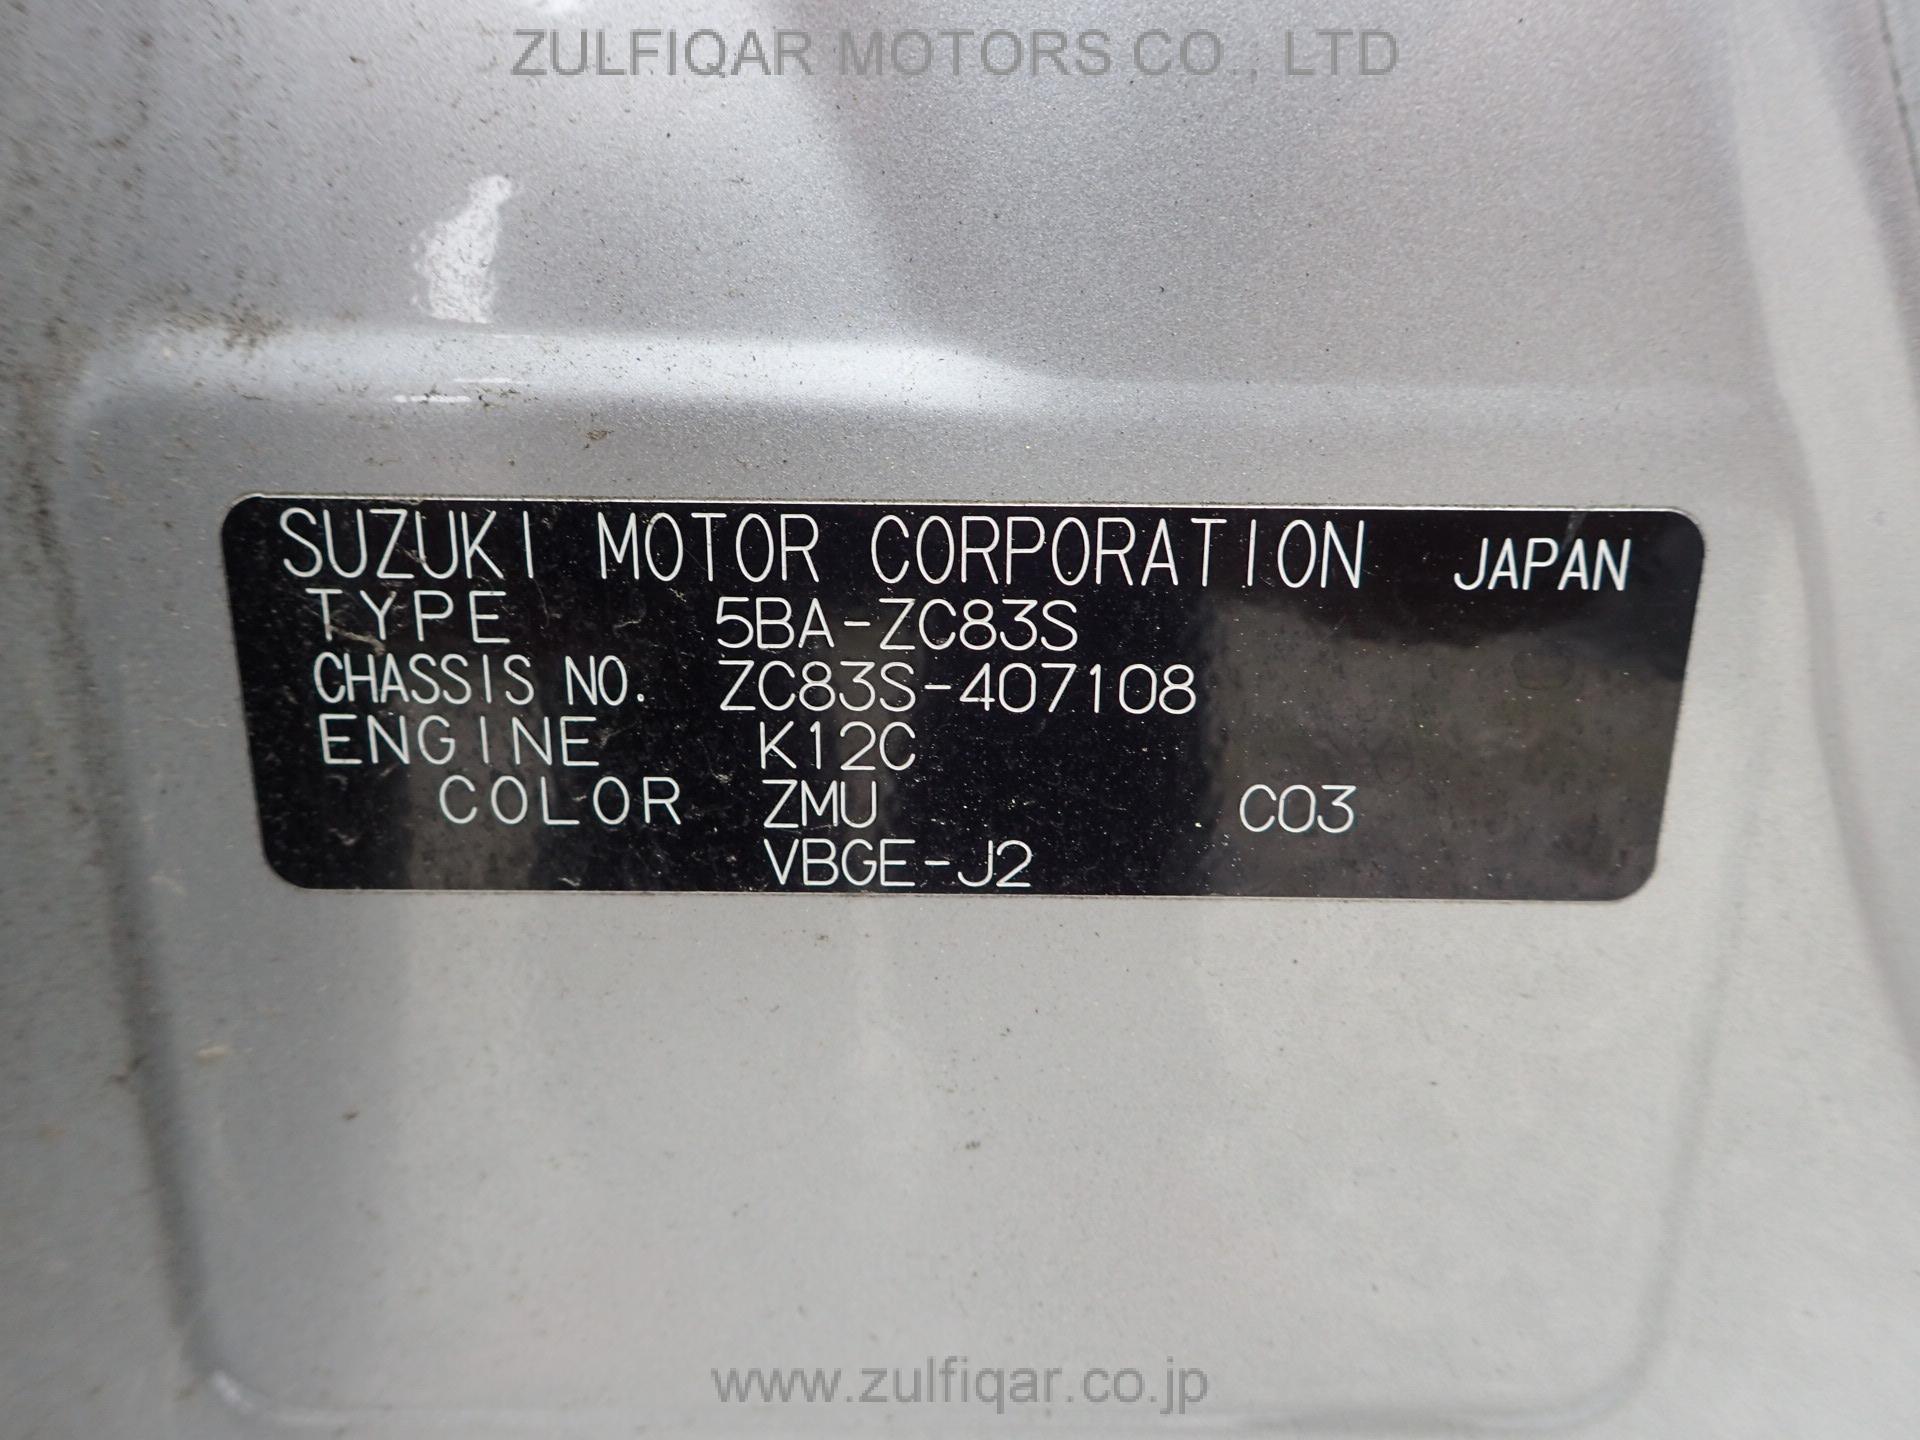 ZULFIQAR MOTORS CO., LTD
SUZUKI MOTOR CORPORATION JAPAN
TYPE 5BA-ZC83S
CHASSIS NO. ZC83S-407108
ENGINE K12C
COLOR ZMU C03
VBGE-J2
www.zulfiqar.co.jp